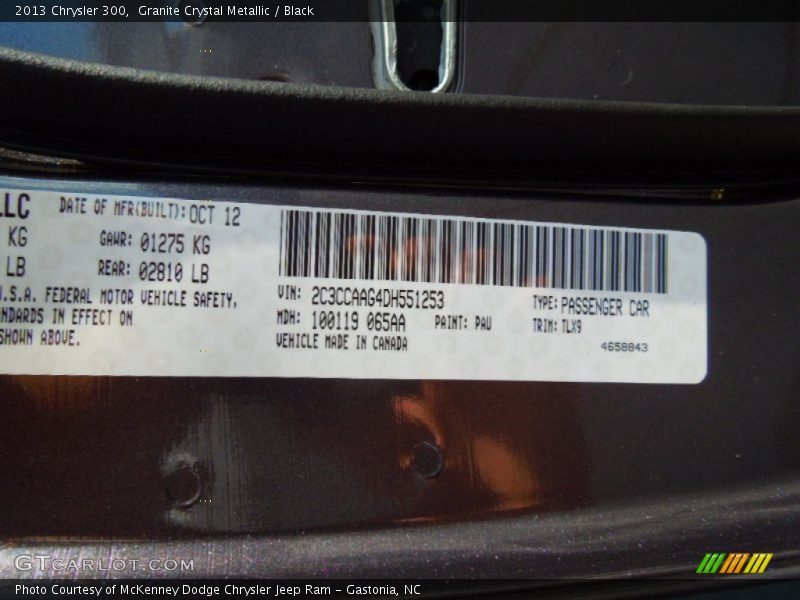 2013 Chrysler 300, Granite Crystal Metallic / Black
LLC DATE OF MFR(BUILT): OCT 12
KG GAWR: 01275 KG
LB REAR: 02810 LB
U.S.A. FEDERAL MOTOR VEHICLE SAFETY,
NDARDS IN EFFECT ON
SHOWN ABOVE.
VIN: 2C3CCAAG4DH551253 TYPE: PASSENGER CAR
MDH: 100119 065AA PAINT: PAU TRIM: TLX9
VEHICLE MADE IN CANADA 4658843
GTCARLOT.COM
Photo Courtesy of McKenney Dodge Chrysler Jeep Ram - Gastonia, NC